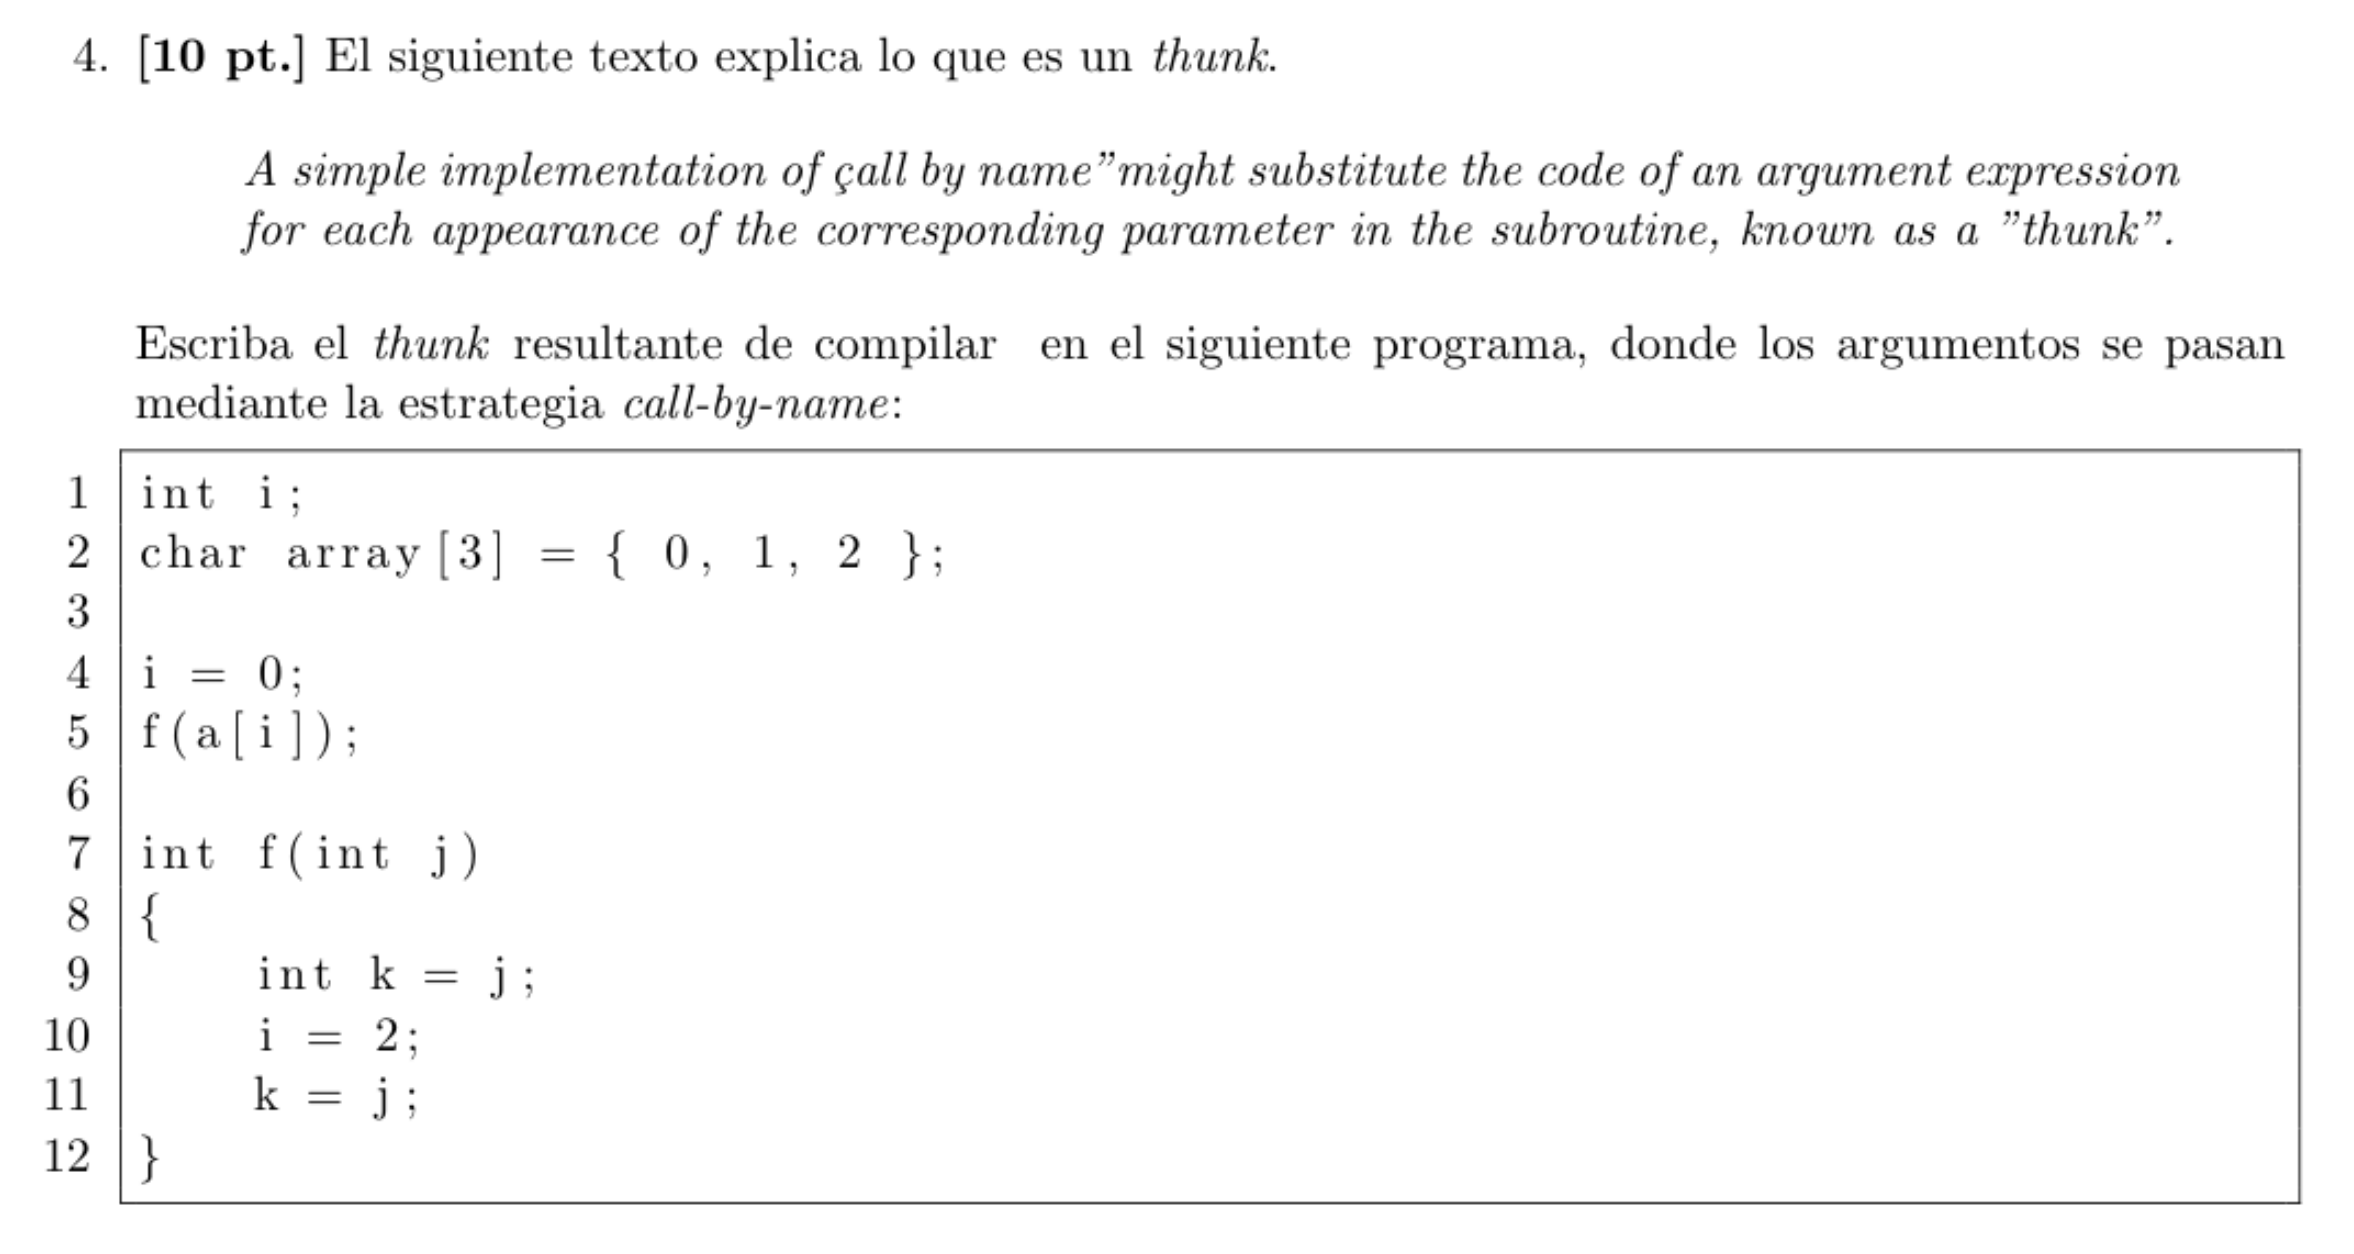 4. [10 pt.] El siguiente texto explica lo que es un thunk.
A simple implementation of çall by name”might substitute the code of an argument expression
for each appearance of the corresponding parameter in the subroutine, known as a ”thunk”.
Escriba el thunk resultante de compilar en el siguiente programa, donde los argumentos se pasan
mediante la estrategia call-by-name:
1 int i;
2 char array[3] = { 0, 1, 2 };
3
4 i = 0;
5 f(a[i]);
6
7 int f(int j)
8 {
9 int k = j;
10 i = 2;
11 k = j;
12 }